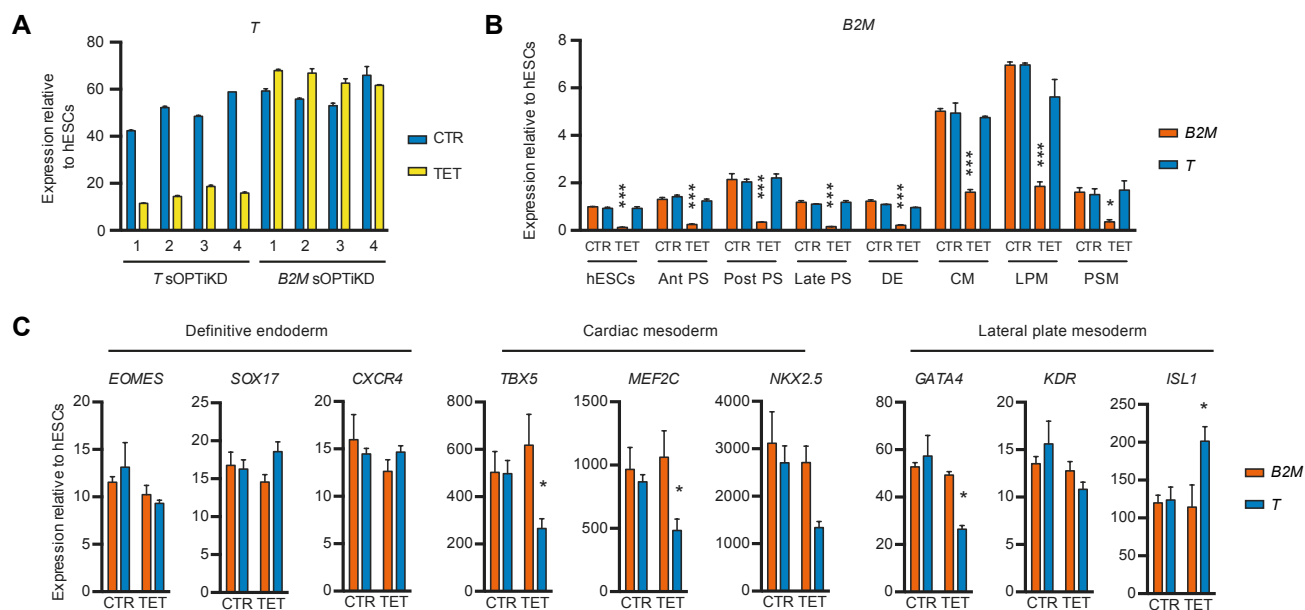 A
T
Expression relative
to hESCs
80
60
40
20
0
1 2 3 4 1 2 3 4
T sOPTiKD B2M sOPTiKD
CTR
TET
B
B2M
Expression relative to hESCs
8
6
4
2
0
*** *** *** *** *** *** *** *
CTR TET CTR TET CTR TET CTR TET CTR TET CTR TET CTR TET CTR TET
hESCs Ant PS Post PS Late PS DE CM LPM PSM
B2M
T
C
Definitive endoderm Cardiac mesoderm Lateral plate mesoderm
Expression relative to hESCs
EOMES
20
15
10
5
0
CTR TET
SOX17
25
20
15
10
5
0
CTR TET
CXCR4
20
15
10
5
0
CTR TET
TBX5
800
600
400
200
0
*
CTR TET
MEF2C
1500
1000
500
0
*
CTR TET
NKX2.5
4000
3000
2000
1000
0
CTR TET
GATA4
80
60
40
20
0
*
CTR TET
KDR
20
15
10
5
0
CTR TET
ISL1
250
200
150
100
50
0
*
CTR TET
B2M
T